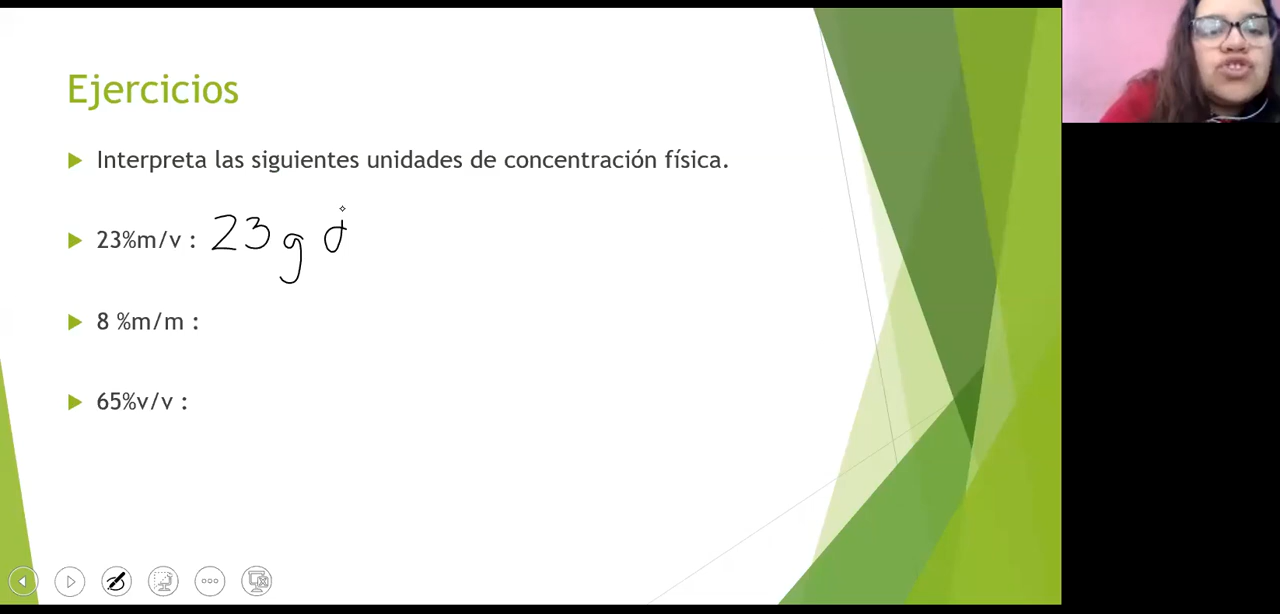 Ejercicios
Interpreta las siguientes unidades de concentración física.
23%m/v : 23 g d
8 %m/m :
65%v/v :